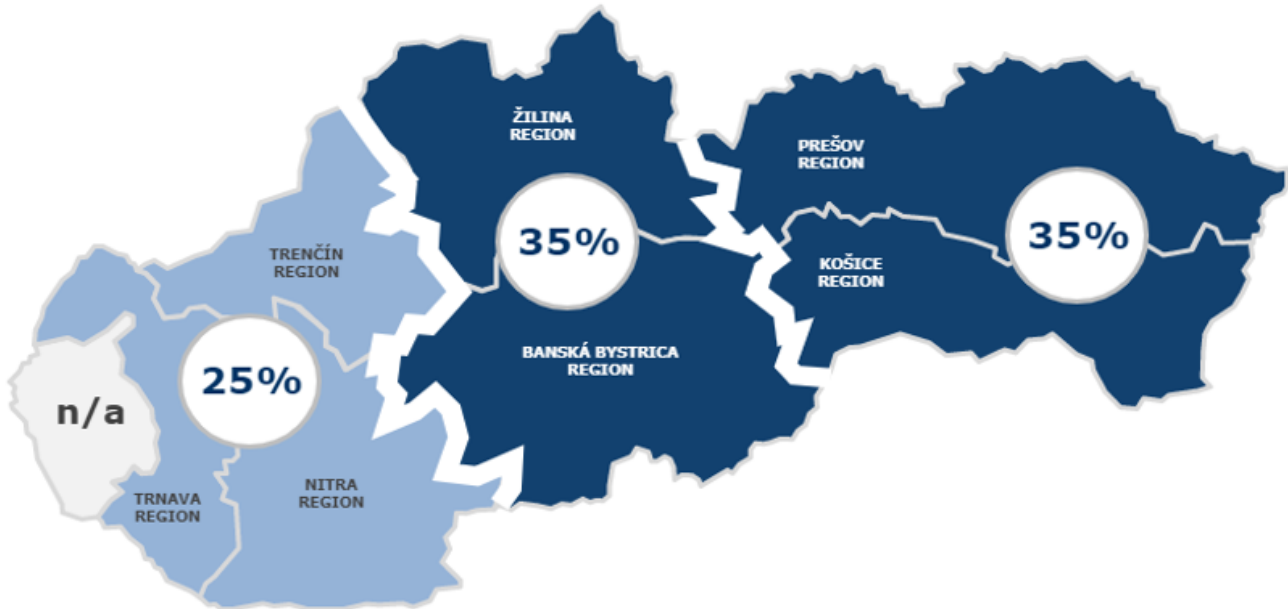 ŽILINA
REGION
PREŠOV
REGION
35%
35%
TRENČÍN
REGION
KOŠICE
REGION
BANSKÁ BYSTRICA
REGION
25%
n/a
NITRA
REGION
TRNAVA
REGION